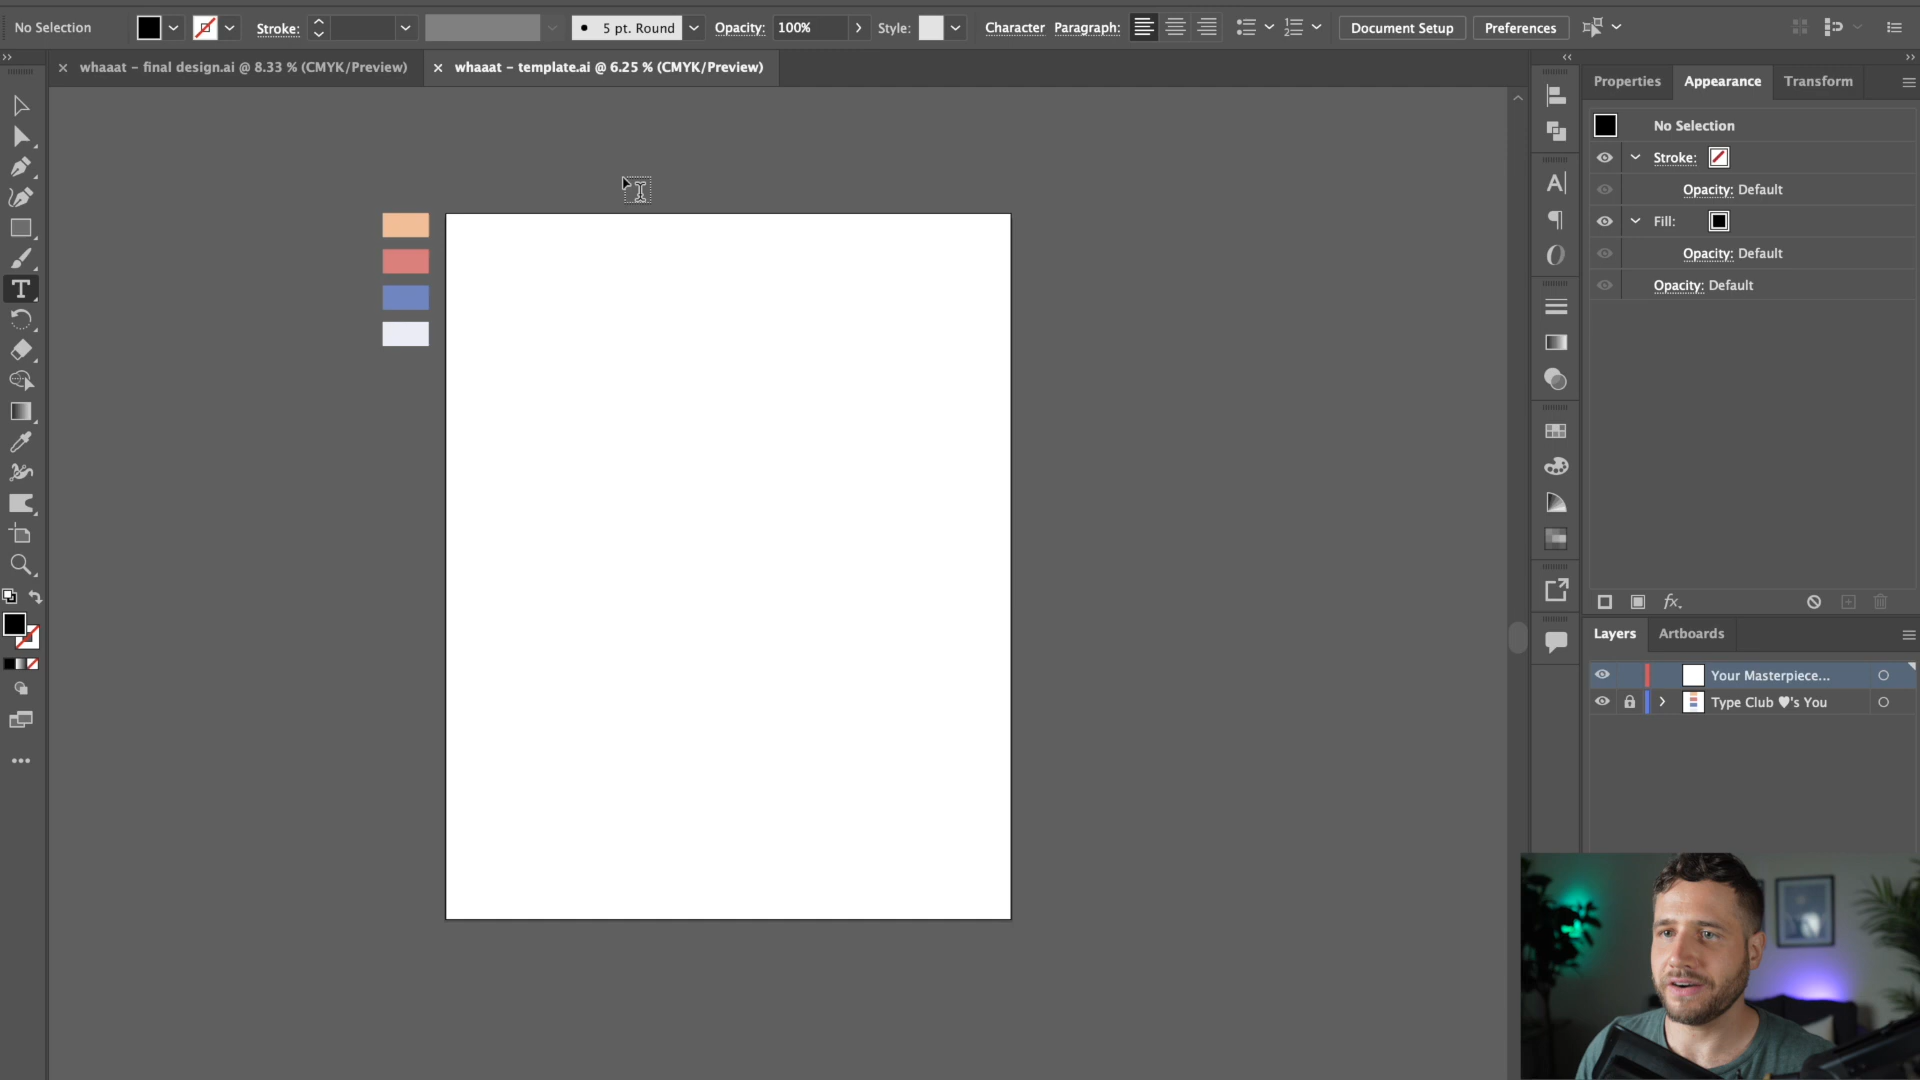 No Selection
Stroke:
5 pt. Round
Opacity: 100%
Style:
Character
Paragraph:
Document Setup
Preferences
× whaaat – final design.ai @ 8.33 % (CMYK/Preview)
× whaaat – template.ai @ 6.25 % (CMYK/Preview)
Properties
Appearance
Transform
No Selection
Stroke:
Opacity: Default
Fill:
Opacity: Default
Opacity: Default
fx.
Layers
Artboards
Your Masterpiece...
Type Club ♥'s You